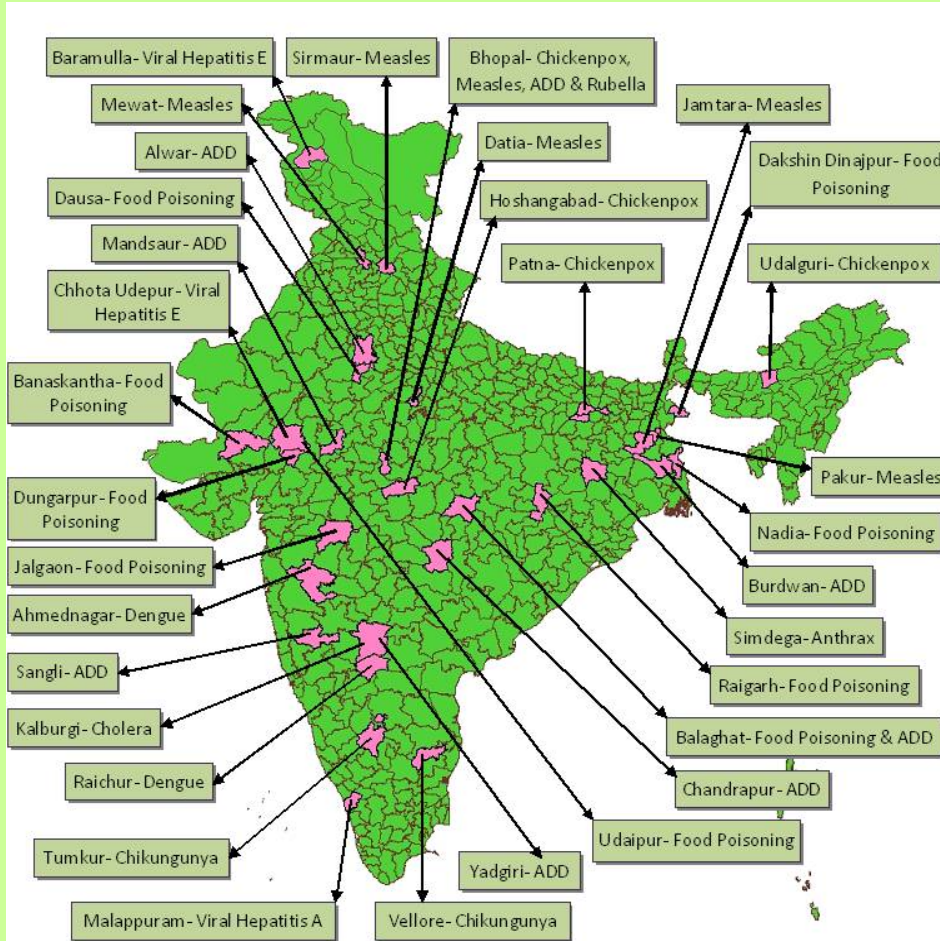 Baramulla- Viral Hepatitis E
Sirmaur- Measles
Bhopal- Chickenpox,
Measles, ADD & Rubella
Jamtara- Measles
Mewat- Measles
Datia- Measles
Dakshin Dinajpur- Food
Poisoning
Alwar- ADD
Dausa- Food Poisoning
Hoshangabad- Chickenpox
Mandsaur- ADD
Patna- Chickenpox
Udalguri- Chickenpox
Chhota Udepur- Viral
Hepatitis E
Banaskantha- Food
Poisoning
Dungarpur- Food
Poisoning
Pakur- Measles
Nadia- Food Poisoning
Jalgaon- Food Poisoning
Burdwan- ADD
Ahmednagar- Dengue
Simdega- Anthrax
Sangli- ADD
Raigarh- Food Poisoning
Kalburgi- Cholera
Balaghat- Food Poisoning & ADD
Raichur- Dengue
Chandrapur- ADD
Udaipur- Food Poisoning
Tumkur- Chikungunya
Yadgiri- ADD
Malappuram- Viral Hepatitis A
Vellore- Chikungunya